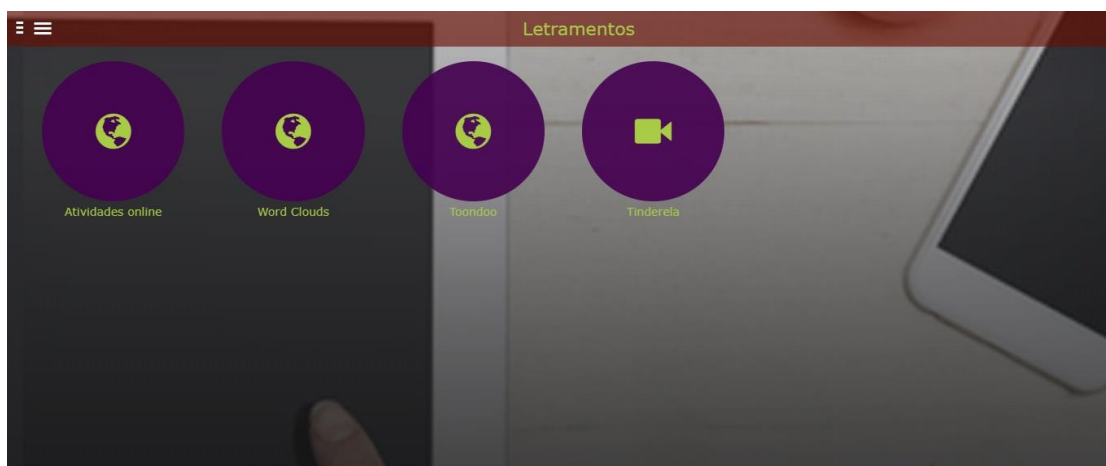 Letramentos
Atividades online
Word Clouds
Toondoo
Tinderela